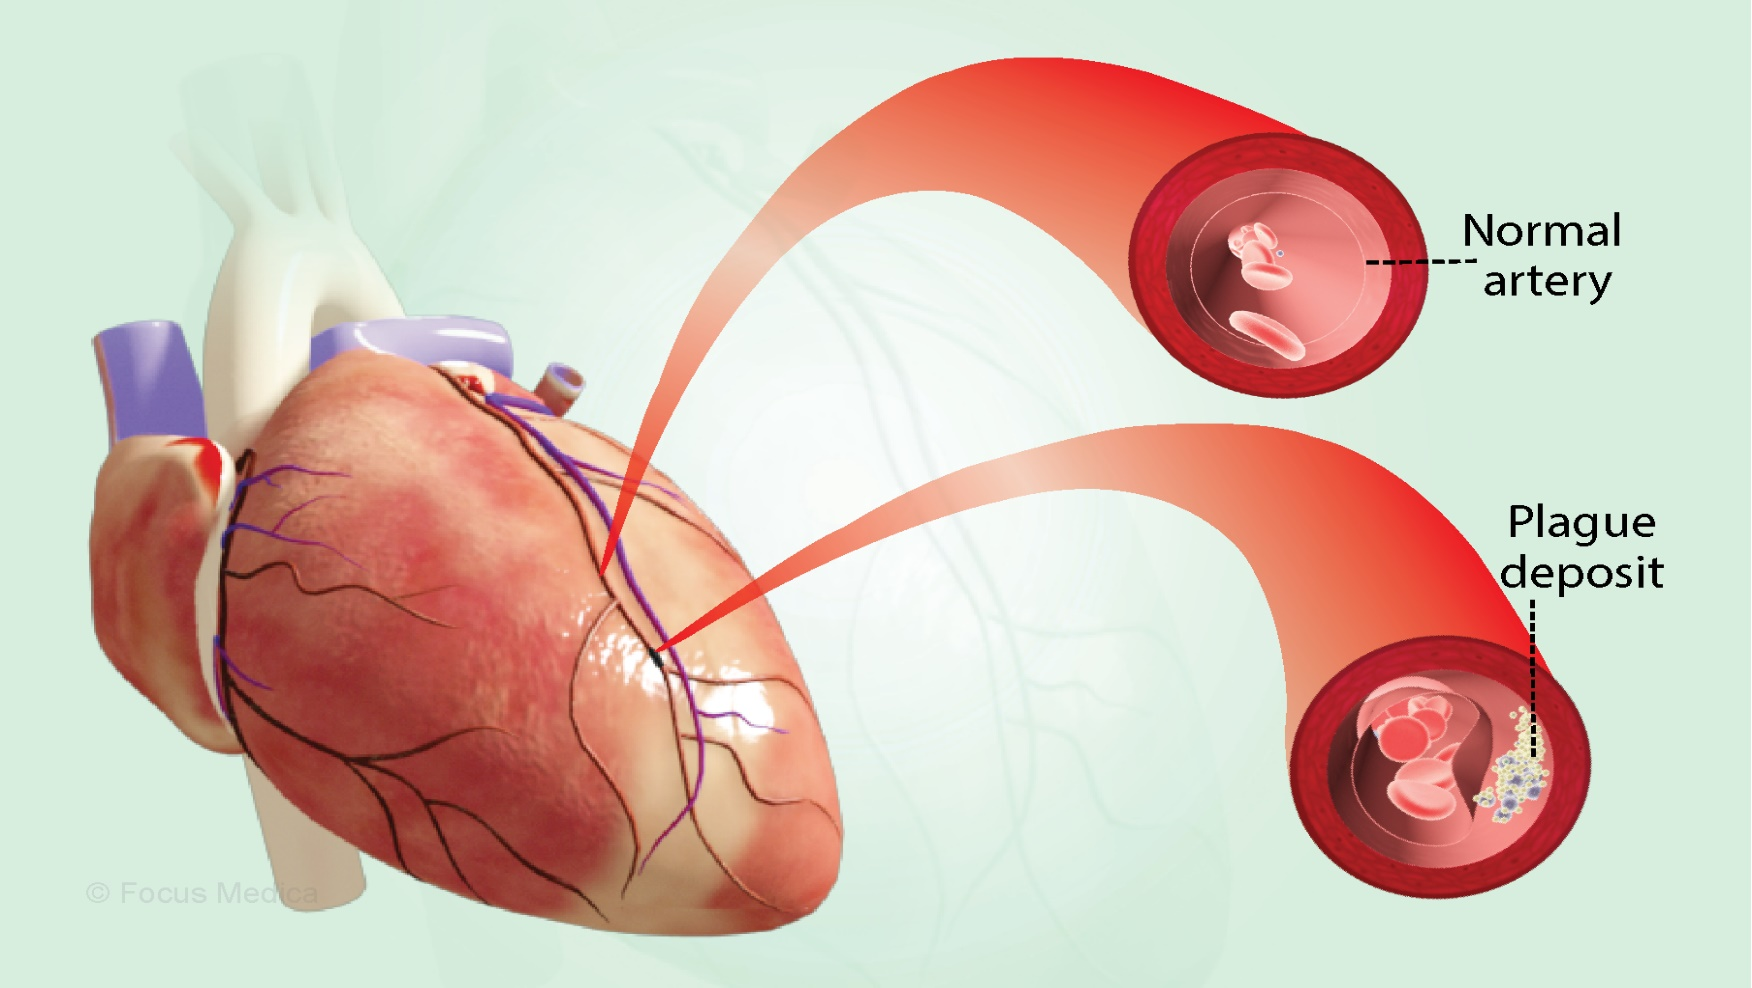 Normal
artery
Plague
deposit
© Focus Medica